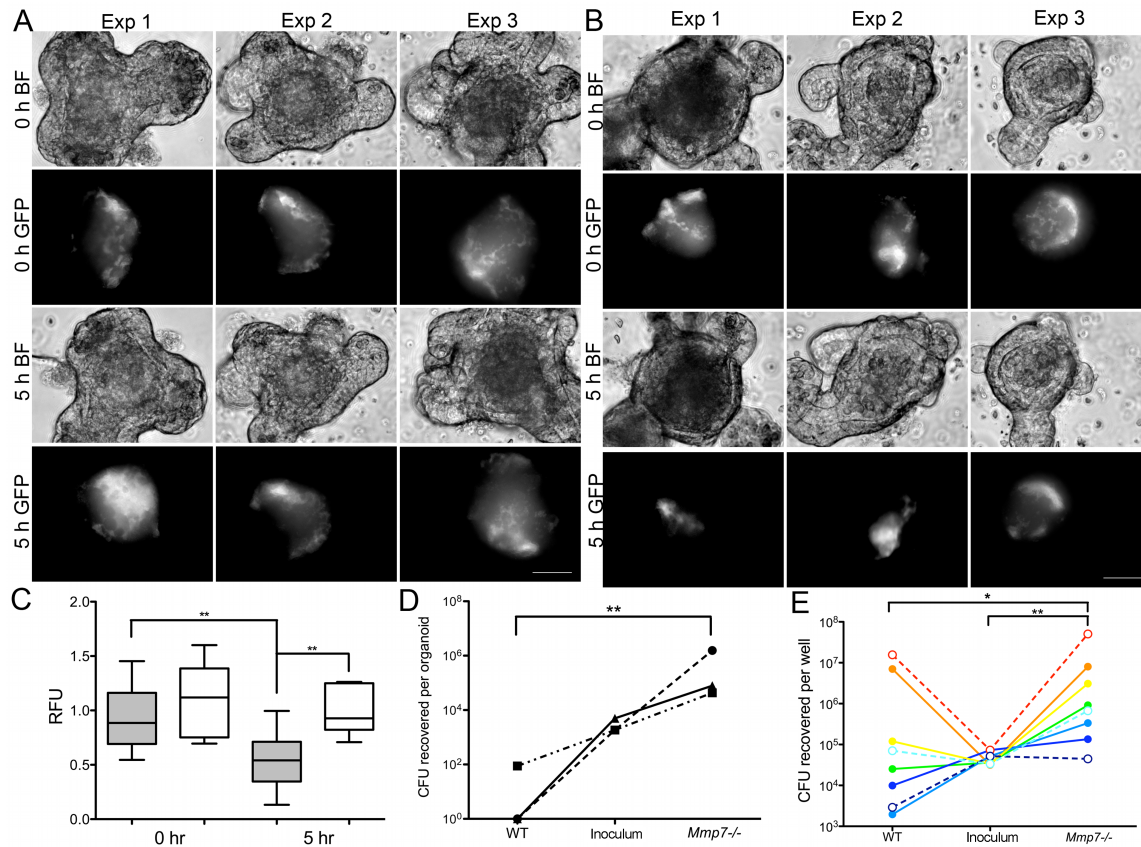 A
Exp 1 Exp 2 Exp 3
0 h BF
0 h GFP
5 h BF
5 h GFP
B
Exp 1 Exp 2 Exp 3
0 h BF
0 h GFP
5 h BF
5 h GFP
C
RFU
2.0
1.5
1.0
0.5
0.0
**
**
0 hr 5 hr
D
CFU recovered per organoid
10^8
10^6
10^4
10^2
10^0
**
WT Inoculum Mmp7-/-
E
CFU recovered per well
10^8
10^7
10^6
10^5
10^4
10^3
*
**
WT Inoculum Mmp7-/-